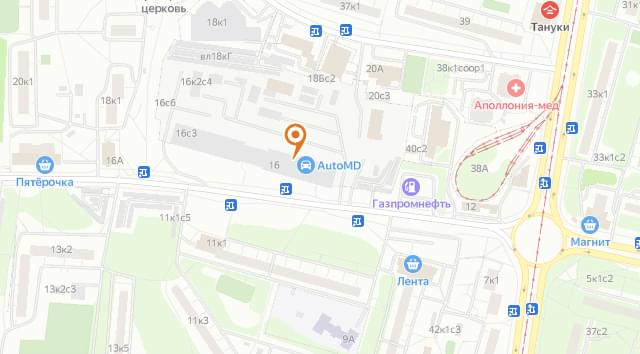 церковь
18к1
37к1
39
Тануки
20к1
вл18кГ
18Бс2
20А
38к1соор1
16к2с4
16с6
18к1
20с3
Аполлония-мед
33к1
16с3
40с2
33к1с2
16А
16
AutoMD
38А
Пятёрочка
Газпромнефть
12
11к1с5
Магнит
13к2
11к1
Лента
7к1
5к1с2
13к2с3
11к3
9А
42к1с3
13к5
37с2